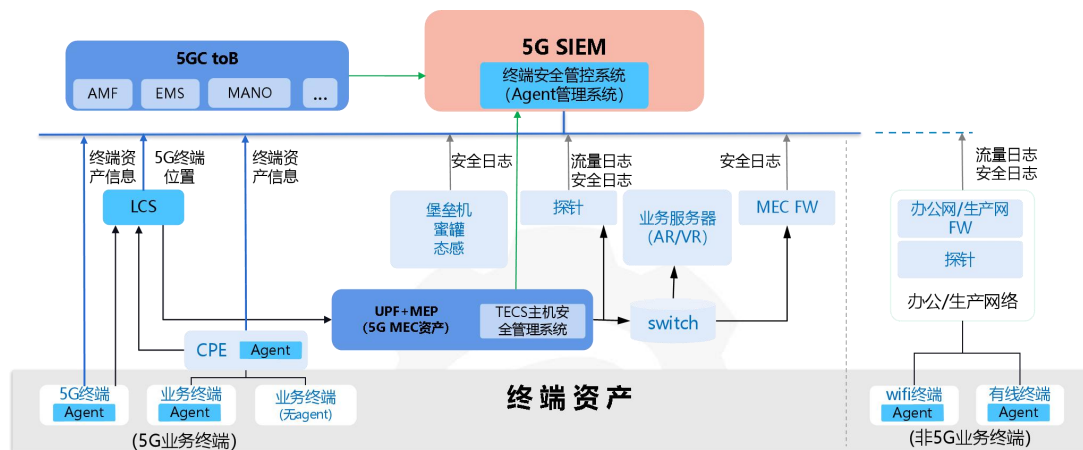 5GC toB
AMF
EMS
MANO
...
5G SIEM
终端安全管控系统
(Agent管理系统)
终端资
产信息
5G终端
位置
终端资
产信息
安全日志
流量日志
安全日志
安全日志
流量日志
安全日志
LCS
堡垒机
蜜罐
态感
探针
业务服务器
(AR/VR)
MEC FW
办公网/生产网
FW
探针
办公/生产网络
UPF+MEP
(5G MEC资产)
TECS主机安
全管理系统
switch
CPE
Agent
5G终端
Agent
业务终端
Agent
业务终端
(无agent)
(5G业务终端)
终端资产
wifi终端
Agent
有线终端
Agent
(非5G业务终端)